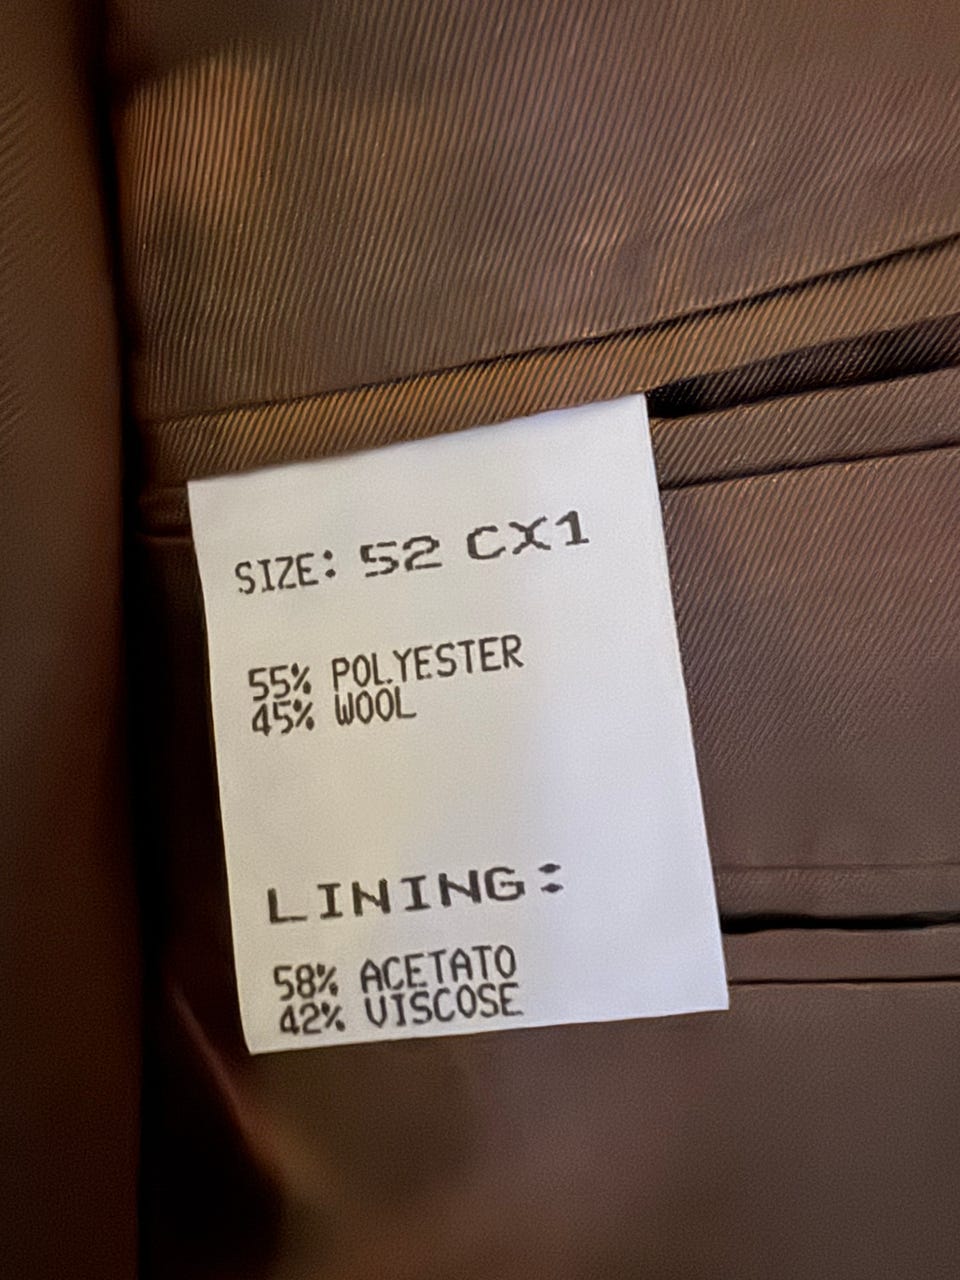 SIZE: 52 CX1
55% POLYESTER
45% WOOL
LINING:
58% ACETATO
42% VISCOSE